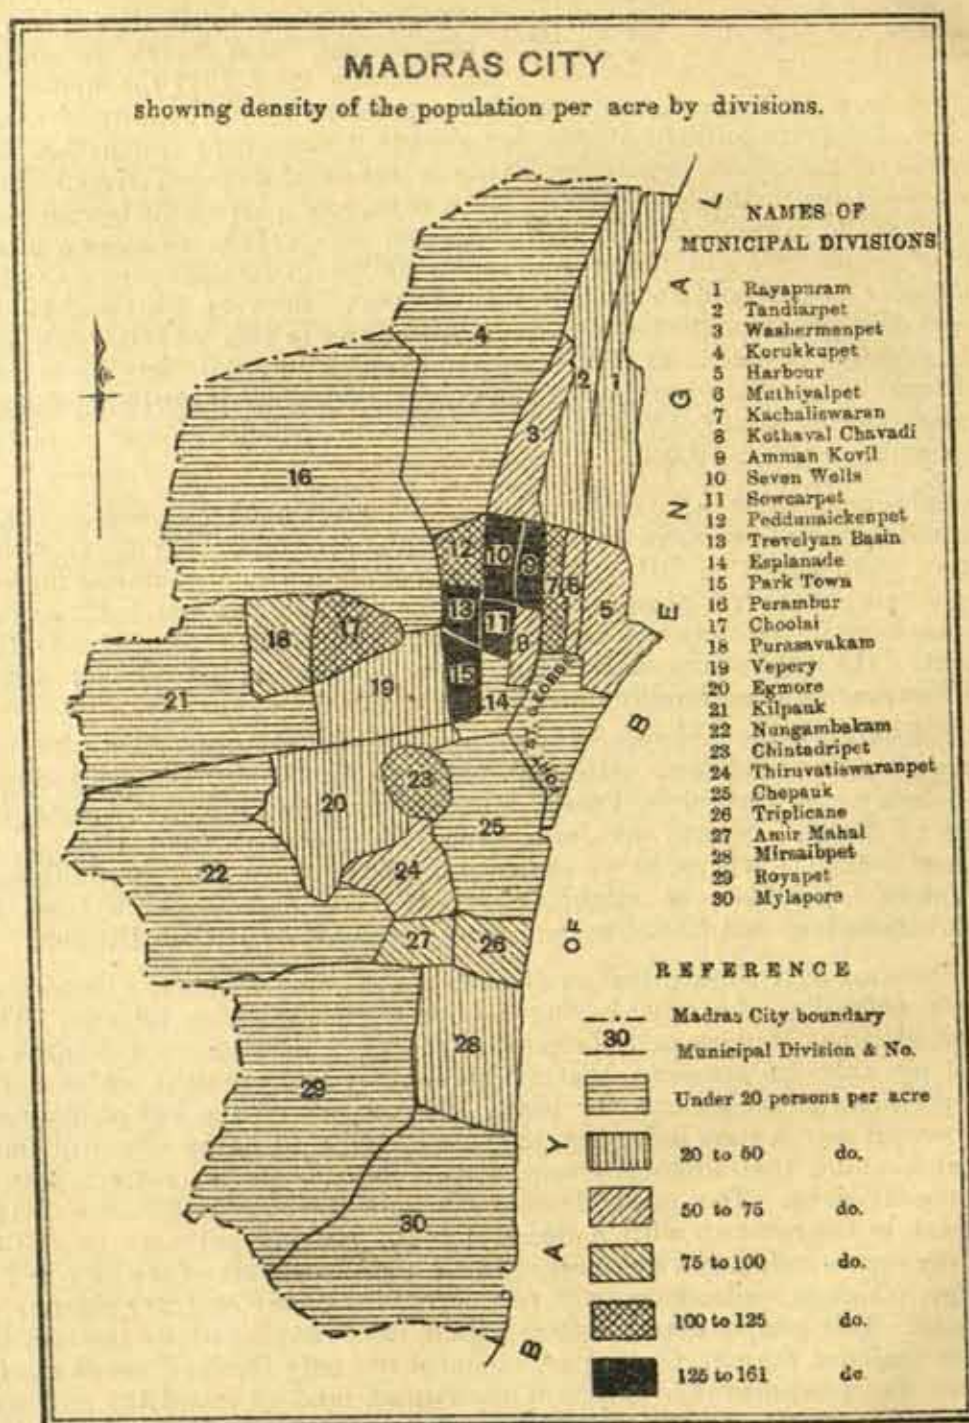 MADRAS CITY
showing density of the population per acre by divisions.
NAMES OF
MUNICIPAL DIVISIONS
1 Rayapuram
2 Tandiarpet
3 Washermenpet
4 Korukkupet
5 Harbour
6 Muthiyalpet
7 Kachaliswaran
8 Kothaval Chavadi
9 Amman Kovil
10 Seven Wells
11 Sowcarpet
12 Peddunaickenpet
13 Trevelyan Basin
14 Esplanade
15 Park Town
16 Perambur
17 Choolai
18 Purasavakam
19 Vepery
20 Egmore
21 Kilpauk
22 Nungambakam
23 Chintadripet
24 Thiruvatiswaranpet
25 Chepauk
26 Triplicane
27 Amir Mahal
28 Mirsaibpet
29 Royapet
30 Mylapore
4
2
1
3
16
12
10
9
7
6
5
13
11
8
18
17
15
14
21
19
FORT ST. GEORGE
23
20
25
22
24
27
26
28
29
30
BAY OF BENGAL
REFERENCE
Madras City boundary
30 Municipal Division & No.
Under 20 persons per acre
20 to 50 do.
50 to 75 do.
75 to 100 do.
100 to 125 do.
125 to 161 do